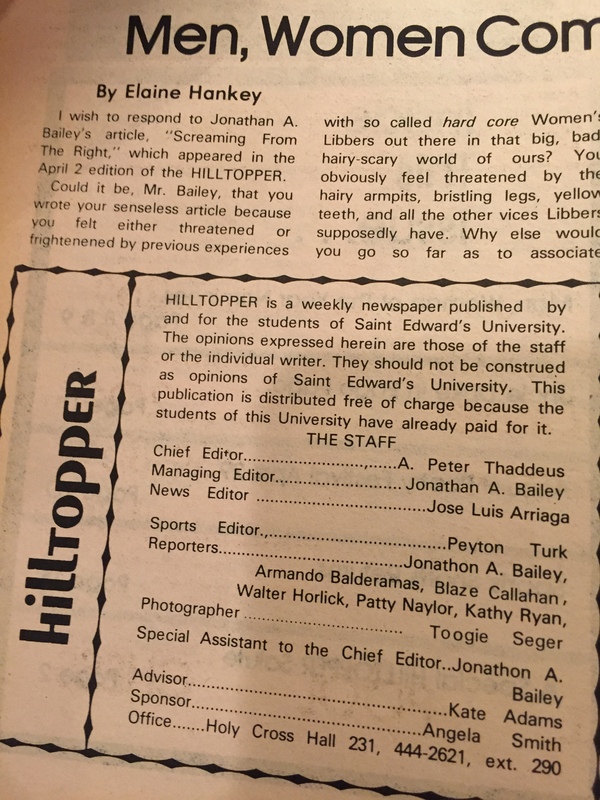 Men, Women Com
By Elaine Hankey
I wish to respond to Jonathan A.
Bailey's article, "Screaming From
The Right," which appeared in the
April 2 edition of the HILLTOPPER.
Could it be, Mr. Bailey, that you
wrote your senseless article because
you felt either threatened or
frightenened by previous experiences
with so called hard core Women's
Libbers out there in that big, bad
hairy-scary world of ours? You
obviously feel threatened by the
hairy armpits, bristling legs, yellow
teeth, and all the other vices Libbers
supposedly have. Why else would
you go so far as to associate
hillTOPPER
HILLTOPPER is a weekly newspaper published by
and for the students of Saint Edward's University.
The opinions expressed herein are those of the staff
or the individual writer. They should not be construed
as opinions of Saint Edward's University. This
publication is distributed free of charge because the
students of this University have already paid for it.
THE STAFF
Chief Editor..............................A. Peter Thaddeus
Managing Editor......................Jonathan A. Bailey
News Editor ..............................Jose Luis Arriaga
Sports Editor.,................................Peyton Turk
Reporters................................Jonathon A. Bailey,
Armando Balderamas, Blaze Callahan,
Walter Horlick, Patty Naylor, Kathy Ryan,
Photographer ............................ Toogie Seger
Special Assistant to the Chief Editor..Jonathon A.
Bailey
Advisor.............................................Kate Adams
Sponsor........................................Angela Smith
Office.......Holy Cross Hall 231, 444-2621, ext. 290